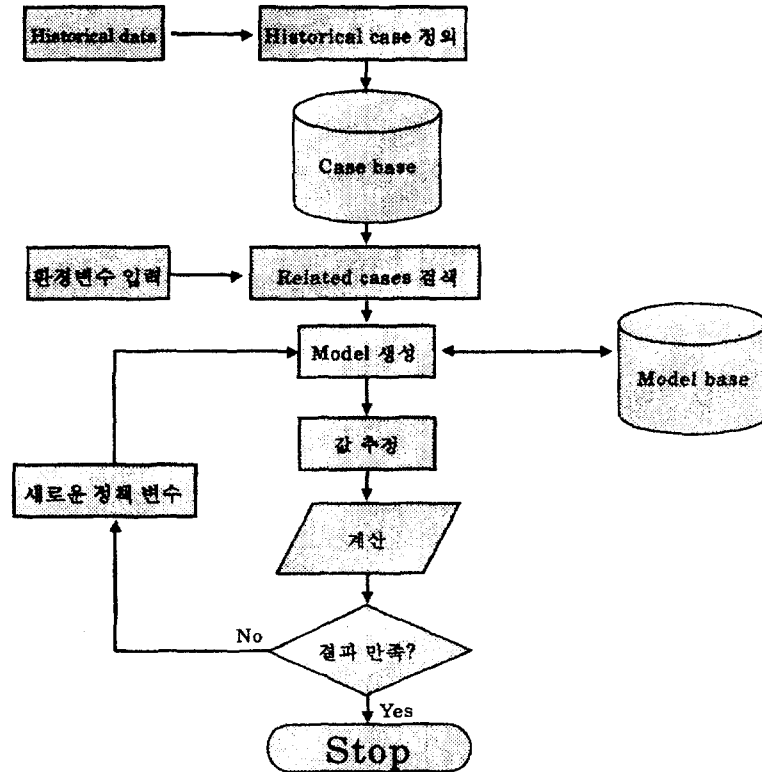 Historical data
Historical case 정의
Case base
환경변수 입력
Related cases 검색
Model 생성
Model base
값 추정
새로운 정책 변수
계산
No
결과 만족?
Yes
Stop